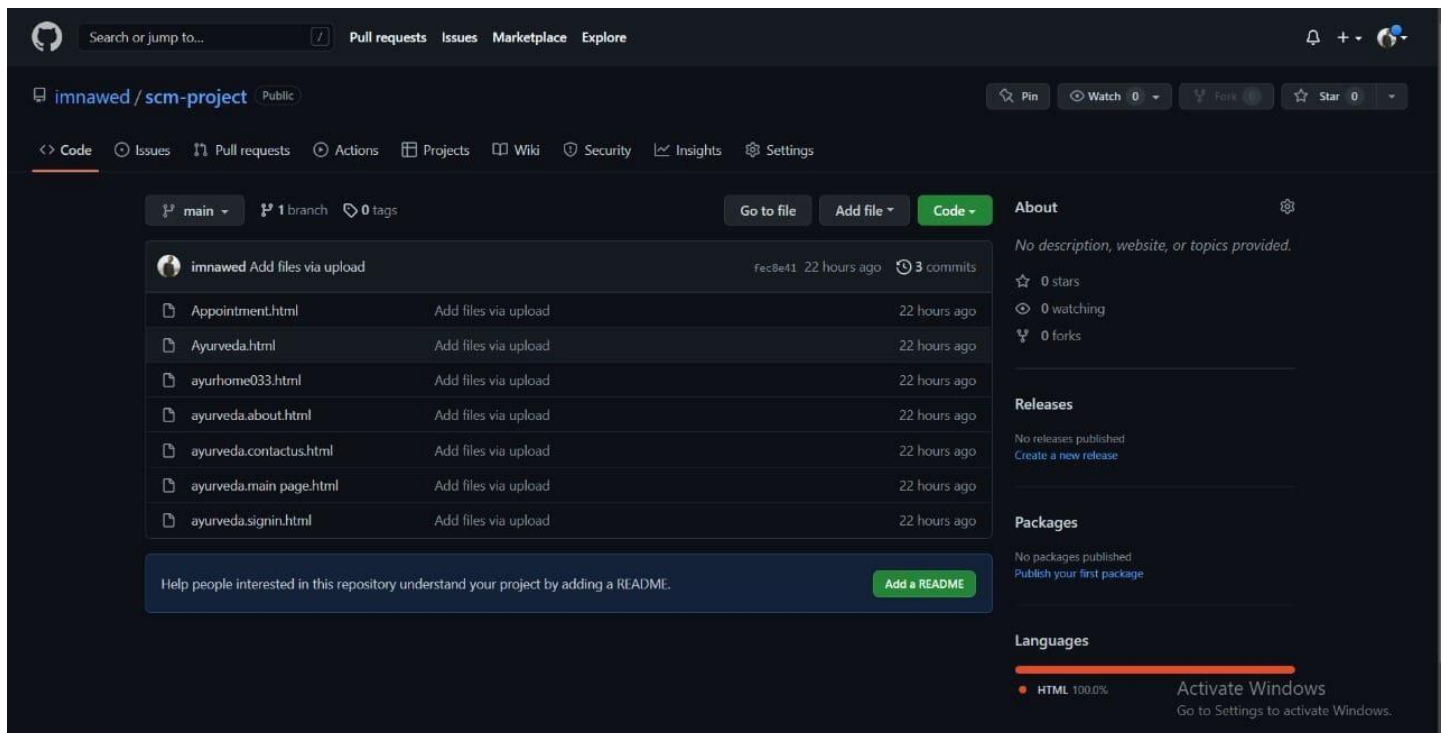 Search or jump to... / Pull requests Issues Marketplace Explore
imnawed / scm-project Public Pin Watch 0 Fork 0 Star 0
Code Issues Pull requests Actions Projects Wiki Security Insights Settings
main 1 branch 0 tags Go to file Add file Code
imnawed Add files via upload fec8e41 22 hours ago 3 commits
Appointment.html Add files via upload 22 hours ago
Ayurveda.html Add files via upload 22 hours ago
ayurhome033.html Add files via upload 22 hours ago
ayurveda.about.html Add files via upload 22 hours ago
ayurveda.contactus.html Add files via upload 22 hours ago
ayurveda.main page.html Add files via upload 22 hours ago
ayurveda.signin.html Add files via upload 22 hours ago
Help people interested in this repository understand your project by adding a README. Add a README
About
No description, website, or topics provided.
0 stars
0 watching
0 forks
Releases
No releases published
Create a new release
Packages
No packages published
Publish your first package
Languages
HTML 100.0%
Activate Windows
Go to Settings to activate Windows.